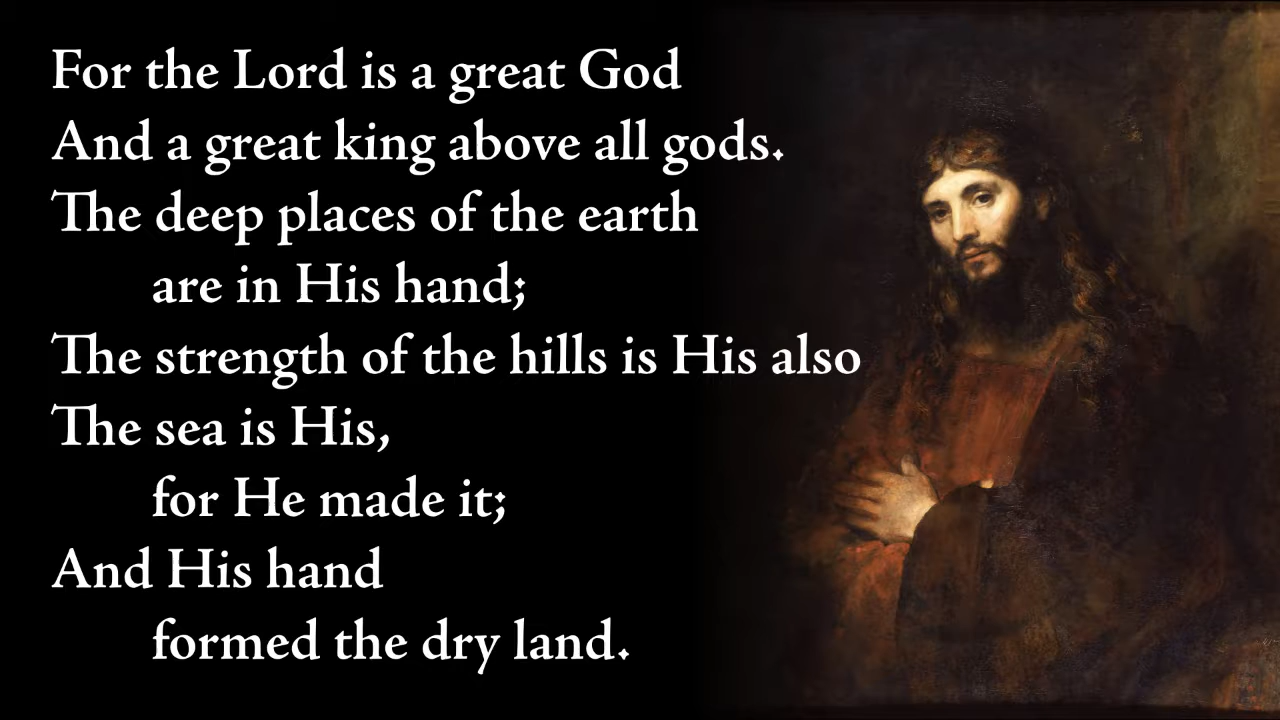 For the Lord is a great God
And a great king above all gods.
The deep places of the earth
are in His hand;
The strength of the hills is His also
The sea is His,
for He made it;
And His hand
formed the dry land.